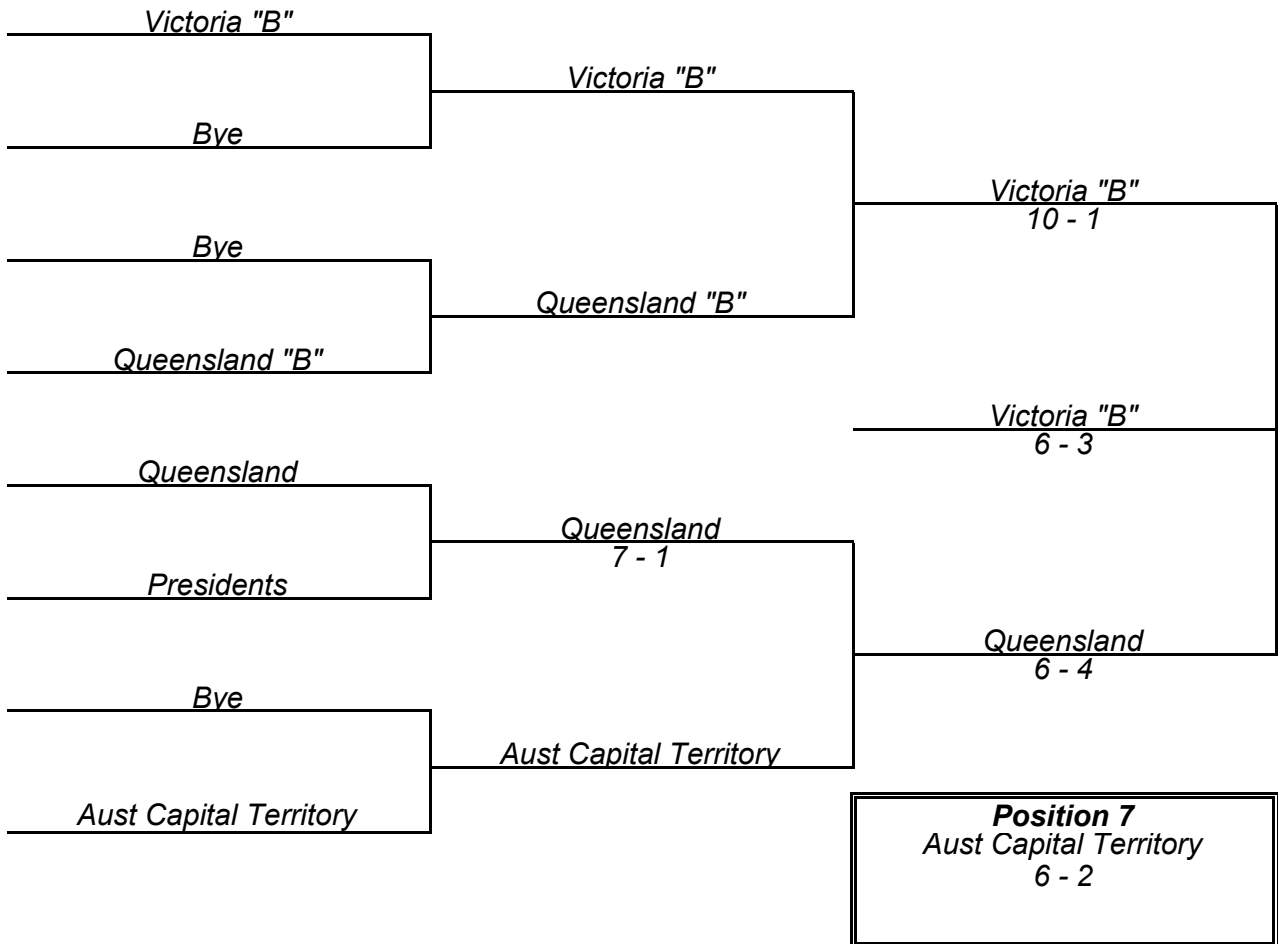 Victoria "B"
Victoria "B"
Bye
Victoria "B"
10 - 1
Bye
Queensland "B"
Queensland "B"
Victoria "B"
6 - 3
Queensland
Queensland
7 - 1
Presidents
Queensland
6 - 4
Bye
Aust Capital Territory
Aust Capital Territory
Position 7
Aust Capital Territory
6 - 2